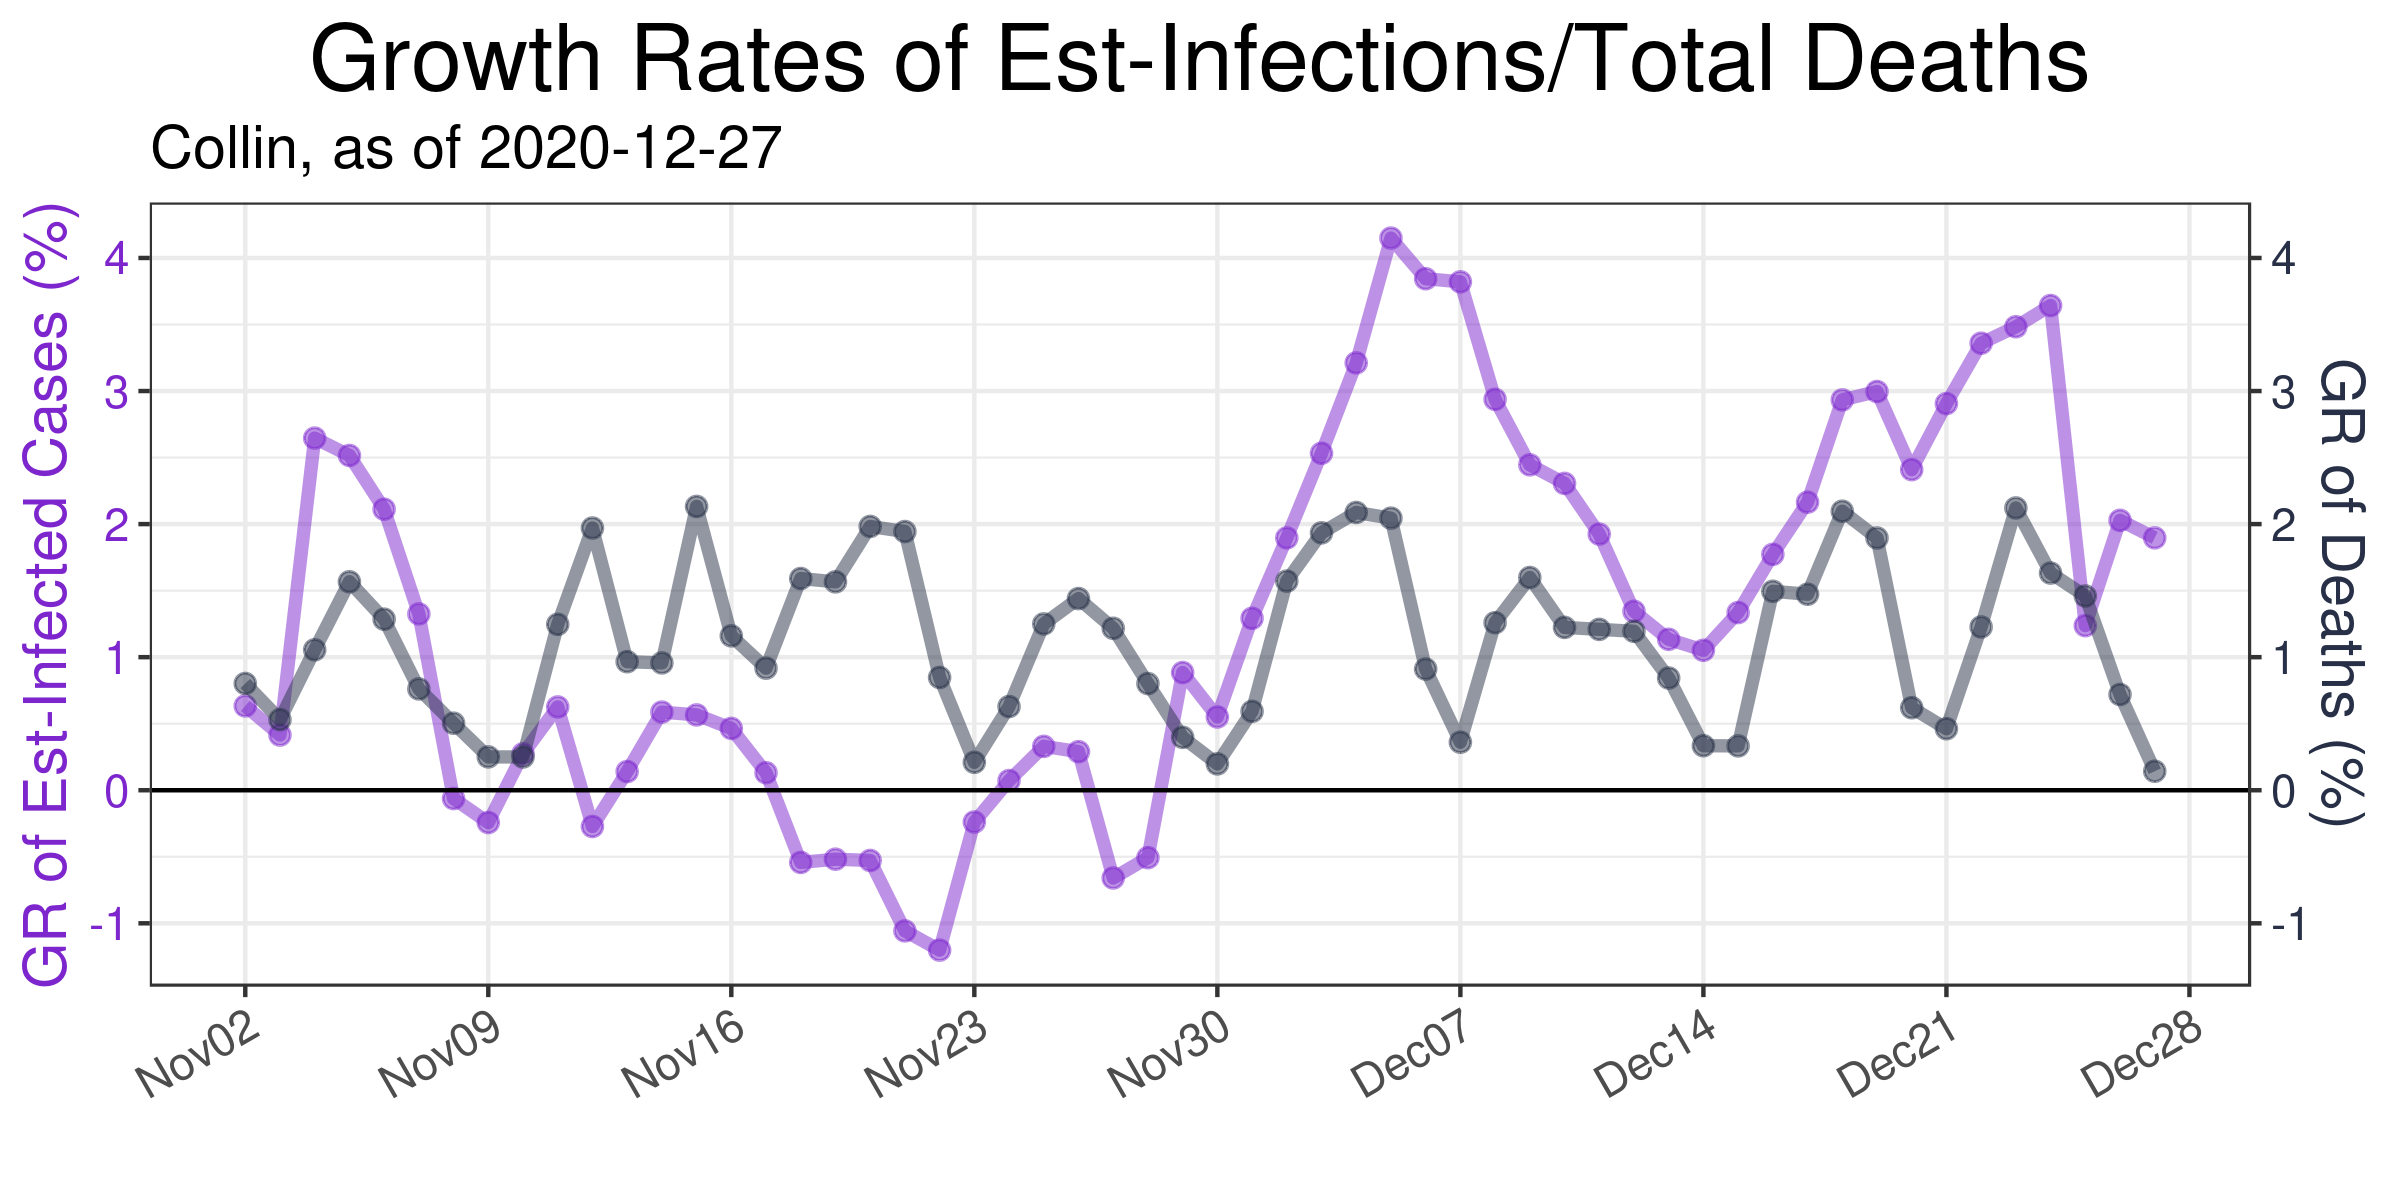 Growth Rates of Est-Infections/Total Deaths
Collin, as of 2020-12-27
GR of Est-Infected Cases (%)
4
3
2
1
0
-1
4
3
2
1
0
-1
GR of Deaths (%)
Nov02
Nov09
Nov16
Nov23
Nov30
Dec07
Dec14
Dec21
Dec28